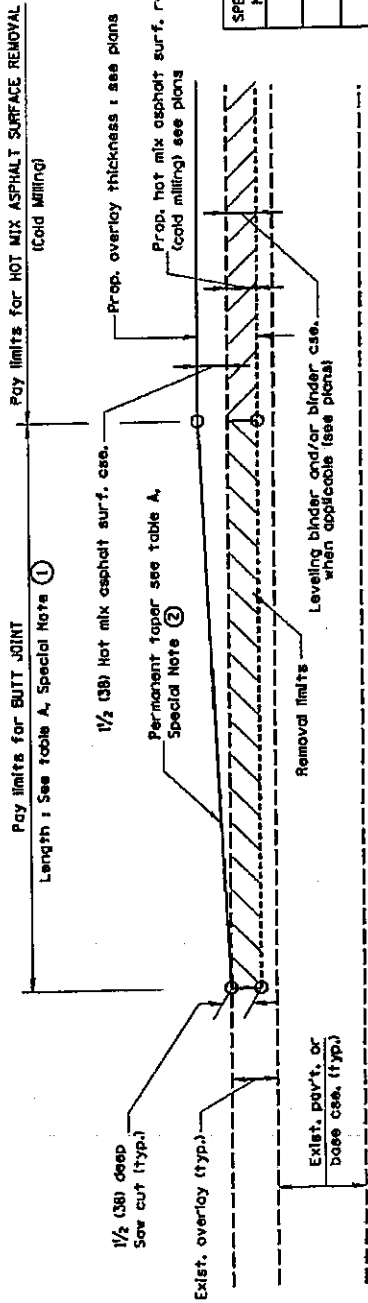 Pay limits for BUTT JOINT
Length : See table A, Special Note ①
Pay limits for HOT MIX ASPHALT SURFACE REMOVAL
(Cold Milling)
1½ (38) deep
Saw cut (typ.)
1½ (38) Hot mix asphalt surf. cse.
Permanent taper see table A,
Special Note ②
Prop. overlay thickness : see plans
Prop. hot mix asphalt surf.
(cold milling) see plans
Exist. overlay (typ.)
Removal limits
Leveling binder and/or binder cse.
when applicable (see plans)
Exist. pav't. or
base cse. (typ.)